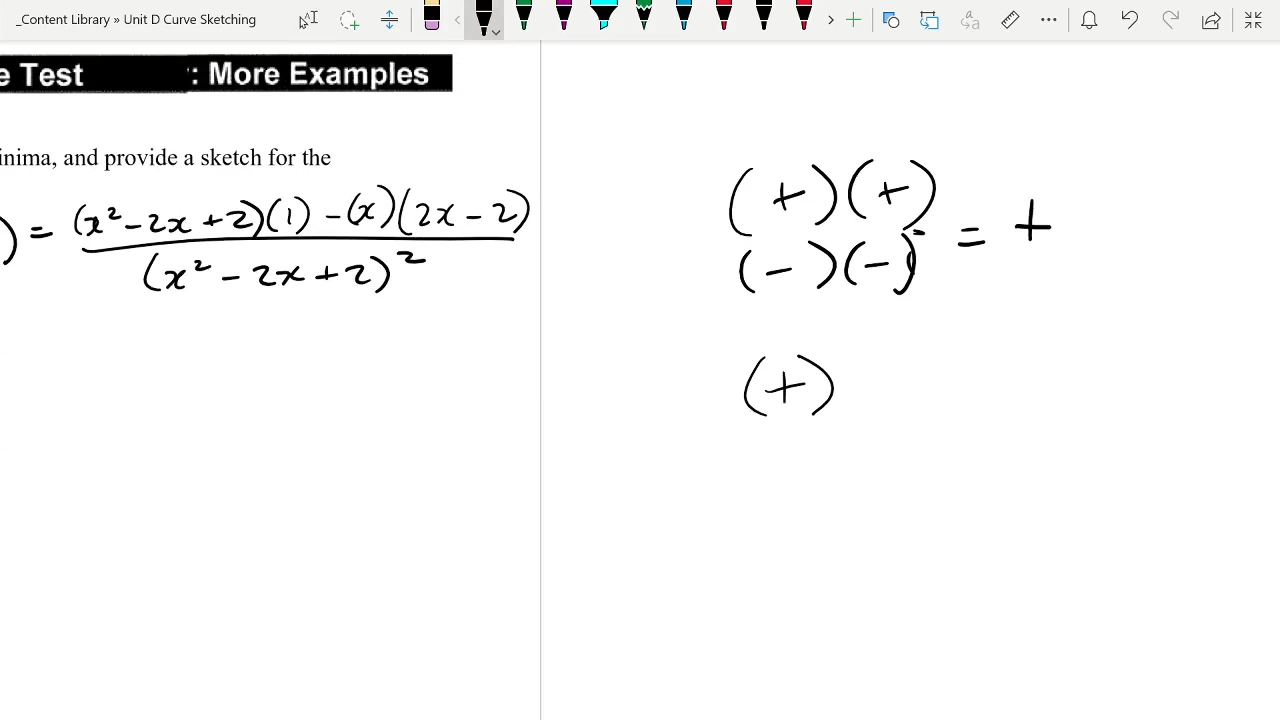 _Content Library » Unit D Curve Sketching
e Test : More Examples
inima, and provide a sketch for the
) = (x² - 2x + 2)(1) - (x)(2x - 2)
(x² - 2x + 2)²
(+)(+)
(-)(-) = +
(+)